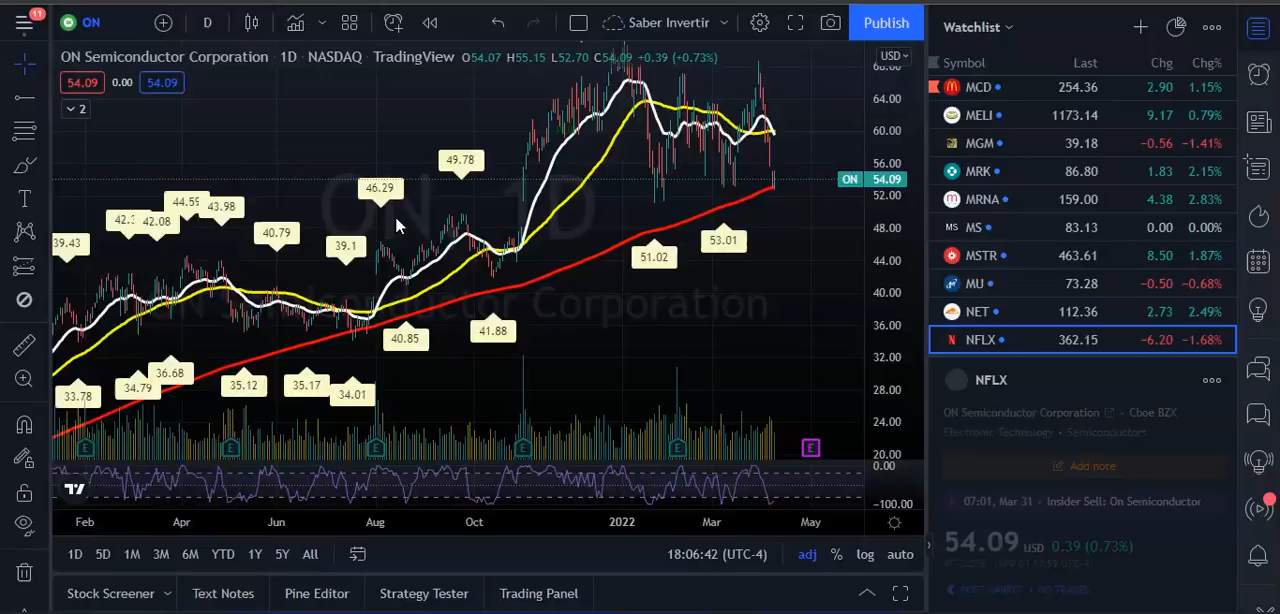 11
ON
D
Saber Invertir
Publish
ON Semiconductor Corporation · 1D · NASDAQ · TradingView O54.07 H55.15 L52.70 C54.09 +0.39 (+0.73%)
USD
54.09 0.00 54.09
2
68.00
64.00
60.00
56.00
52.00
48.00
44.00
40.00
36.00
32.00
28.00
24.00
20.00
0.00
−100.00
ON 54.09
ON, 1D
ON Semiconductor Corporation
39.43
42.08
44.59
43.98
40.79
39.1
46.29
49.78
33.78
34.79
36.68
35.12
35.17
34.01
40.85
41.88
51.02
53.01
E E E E E E
Feb Apr Jun Aug Oct 2022 Mar May
1D 5D 1M 3M 6M YTD 1Y 5Y All
18:06:42 (UTC-4) adj % log auto
Stock Screener Text Notes Pine Editor Strategy Tester Trading Panel
Watchlist
Symbol Last Chg Chg%
MCD 254.36 2.90 1.15%
MELI 1173.14 9.17 0.79%
MGM 39.18 −0.56 −1.41%
MRK 86.80 1.83 2.15%
MRNA 159.00 4.38 2.83%
MS MS 83.13 0.00 0.00%
MSTR 463.61 8.50 1.87%
MU 73.28 −0.50 −0.68%
NET 112.36 2.73 2.49%
NFLX 362.15 −6.20 −1.68%
NFLX
ON Semiconductor Corporation · Cboe BZX
Electronic Technology · Semiconductors
Add note
07:01, Mar 31 · Insider Sell: On Semiconductor
54.09 USD 0.39 (0.73%)